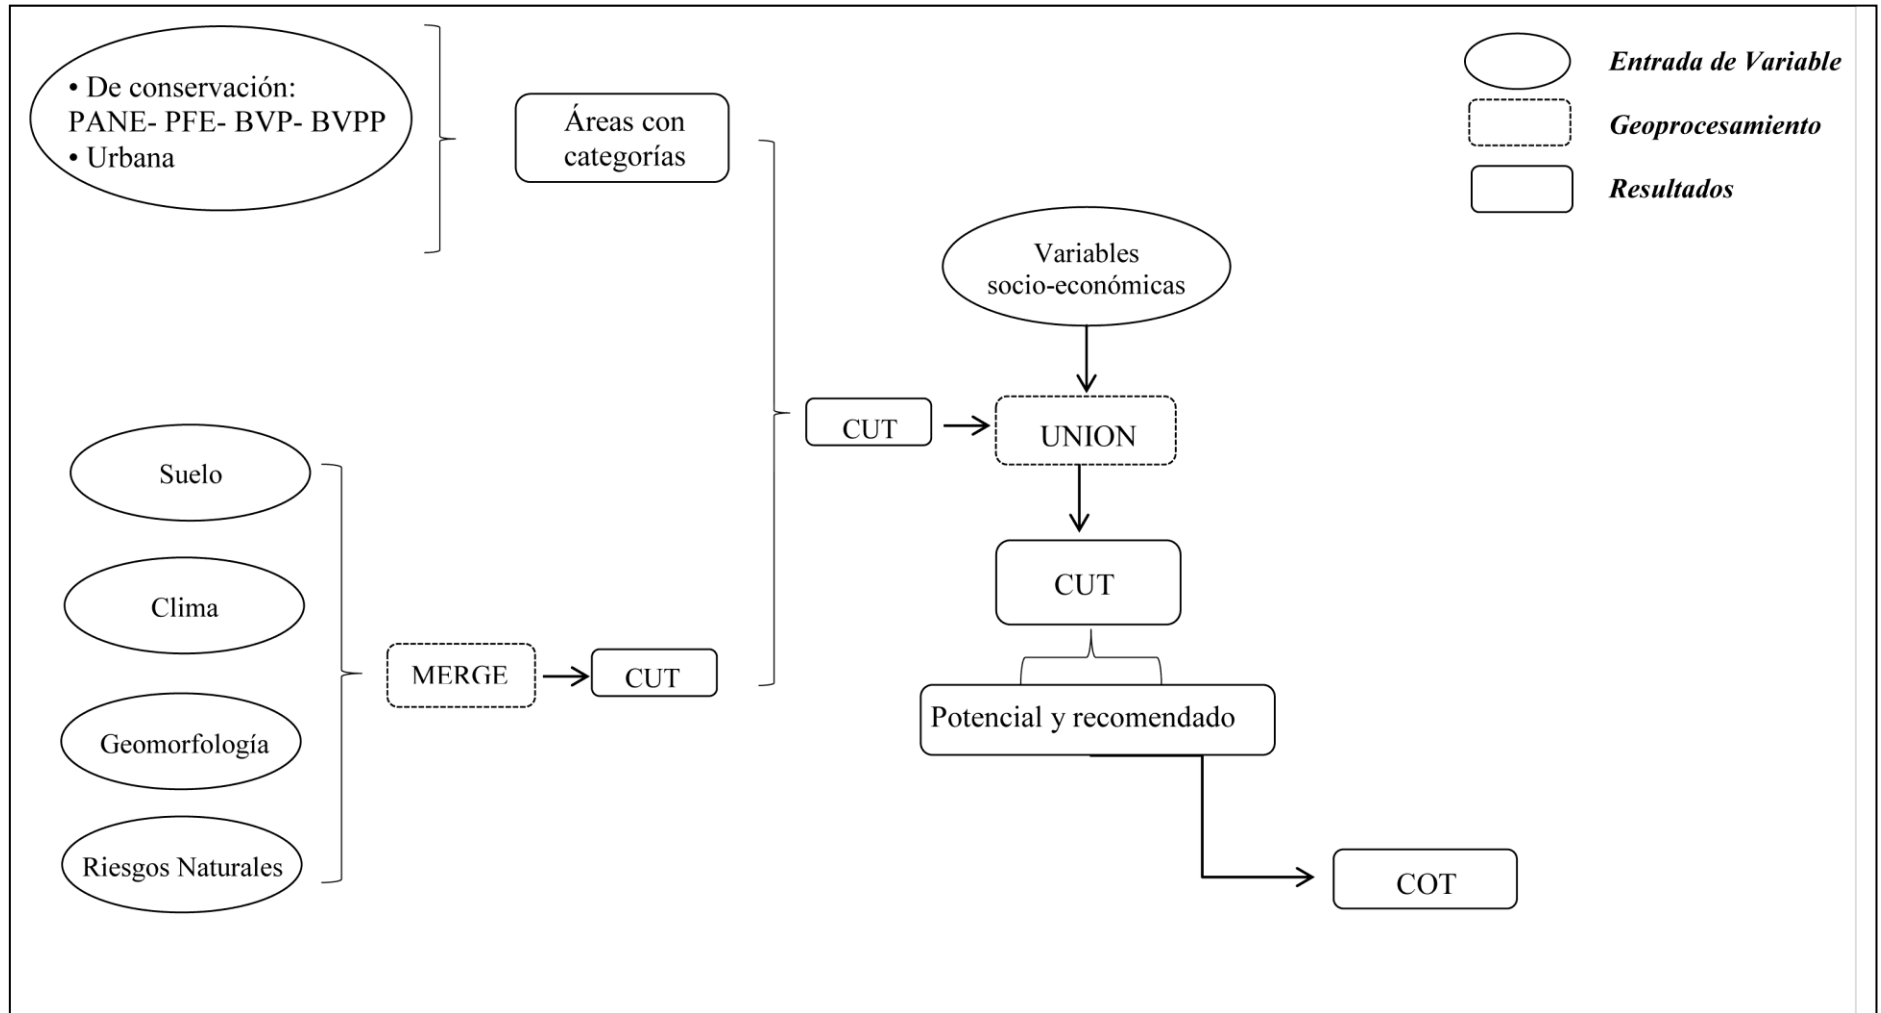 • De conservación:
PANE- PFE- BVP- BVPP
• Urbana
Áreas con
categorías
Entrada de Variable
Geoprocesamiento
Resultados
Variables
socio-económicas
Suelo
Clima
Geomorfología
Riesgos Naturales
MERGE
CUT
CUT
UNION
CUT
Potencial y recomendado
COT